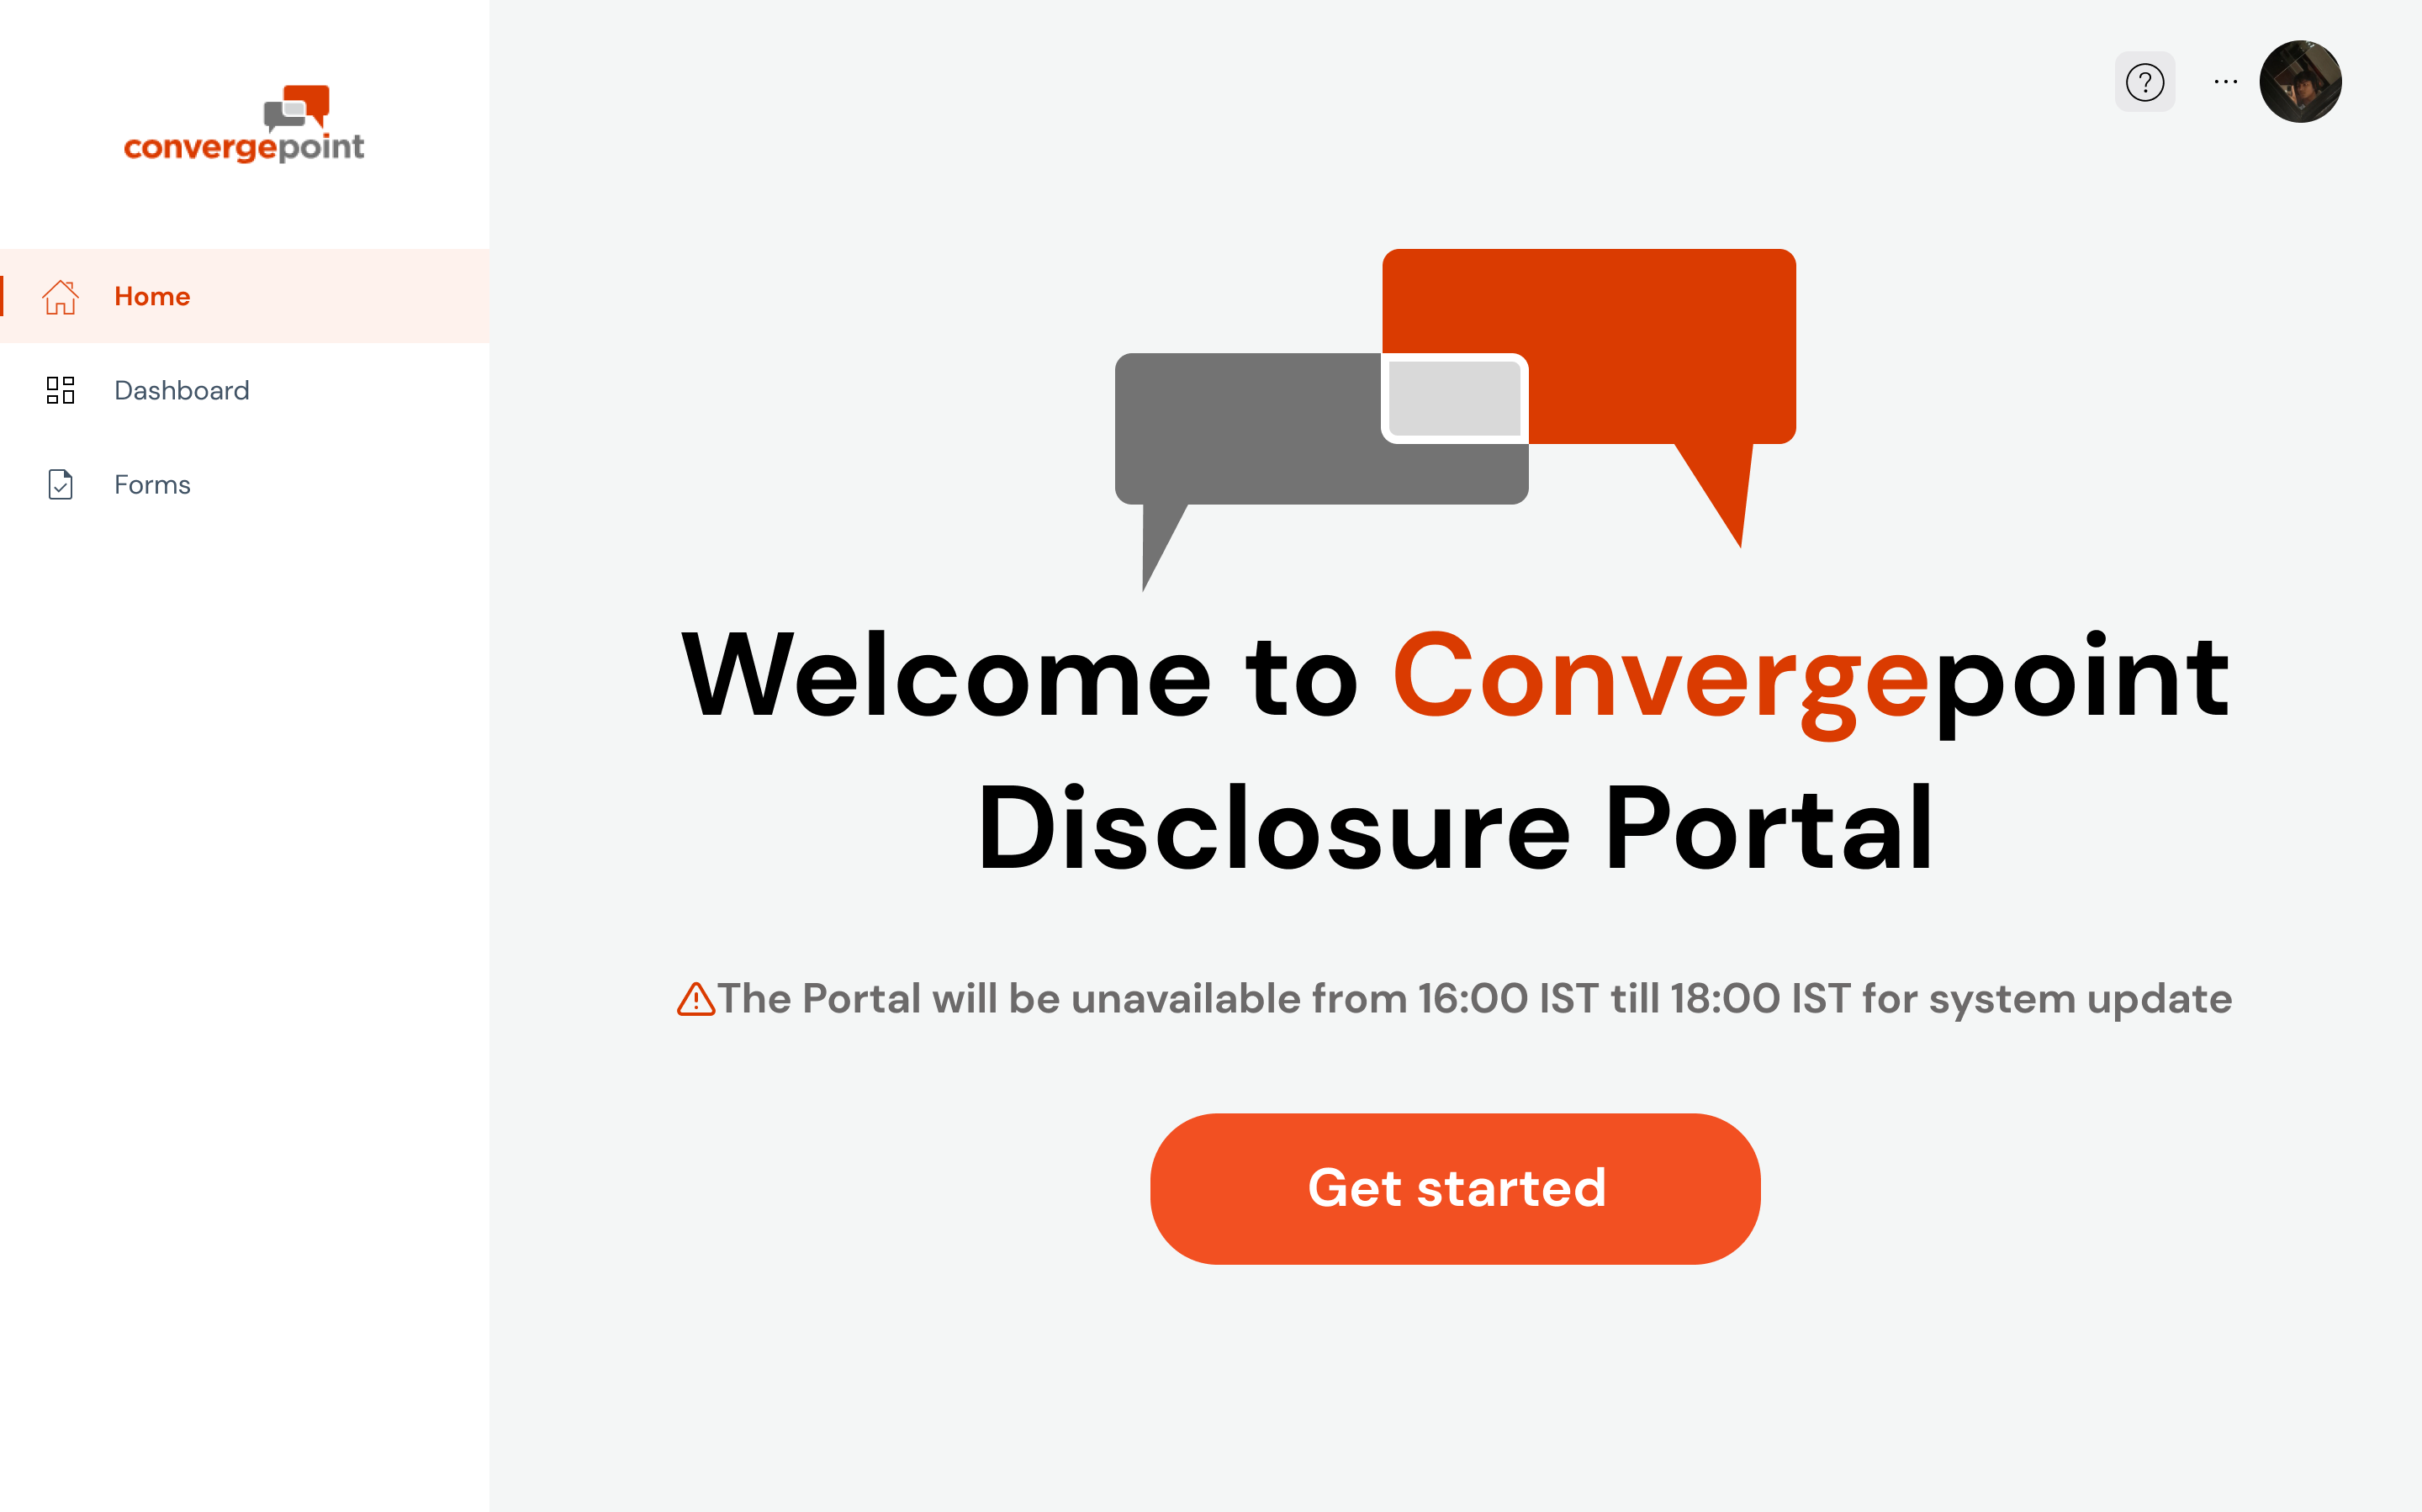 convergepoint
Home
Dashboard
Forms
?
Welcome to Convergepoint
Disclosure Portal
The Portal will be unavailable from 16:00 IST till 18:00 IST for system update
Get started